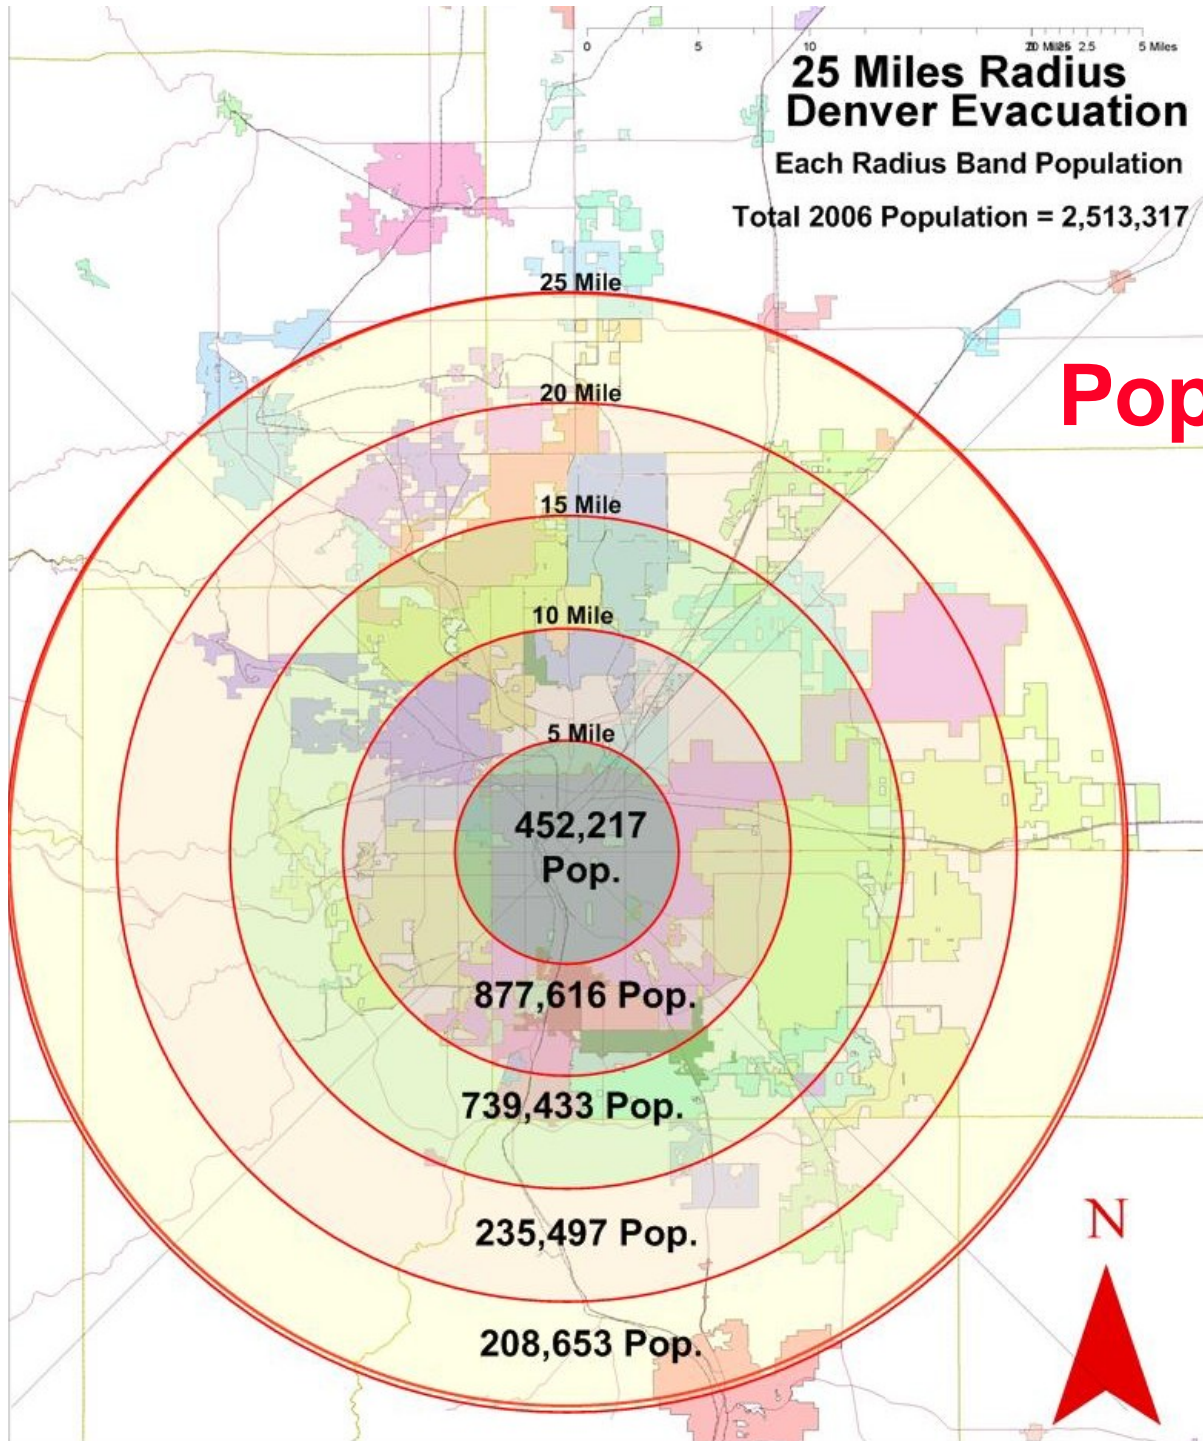 0 5 10 2.5 5 Miles
25 Miles Radius
Denver Evacuation
Each Radius Band Population
Total 2006 Population = 2,513,317
25 Mile
Pop
20 Mile
15 Mile
10 Mile
5 Mile
452,217
Pop.
877,616 Pop.
739,433 Pop.
N
235,497 Pop.
208,653 Pop.